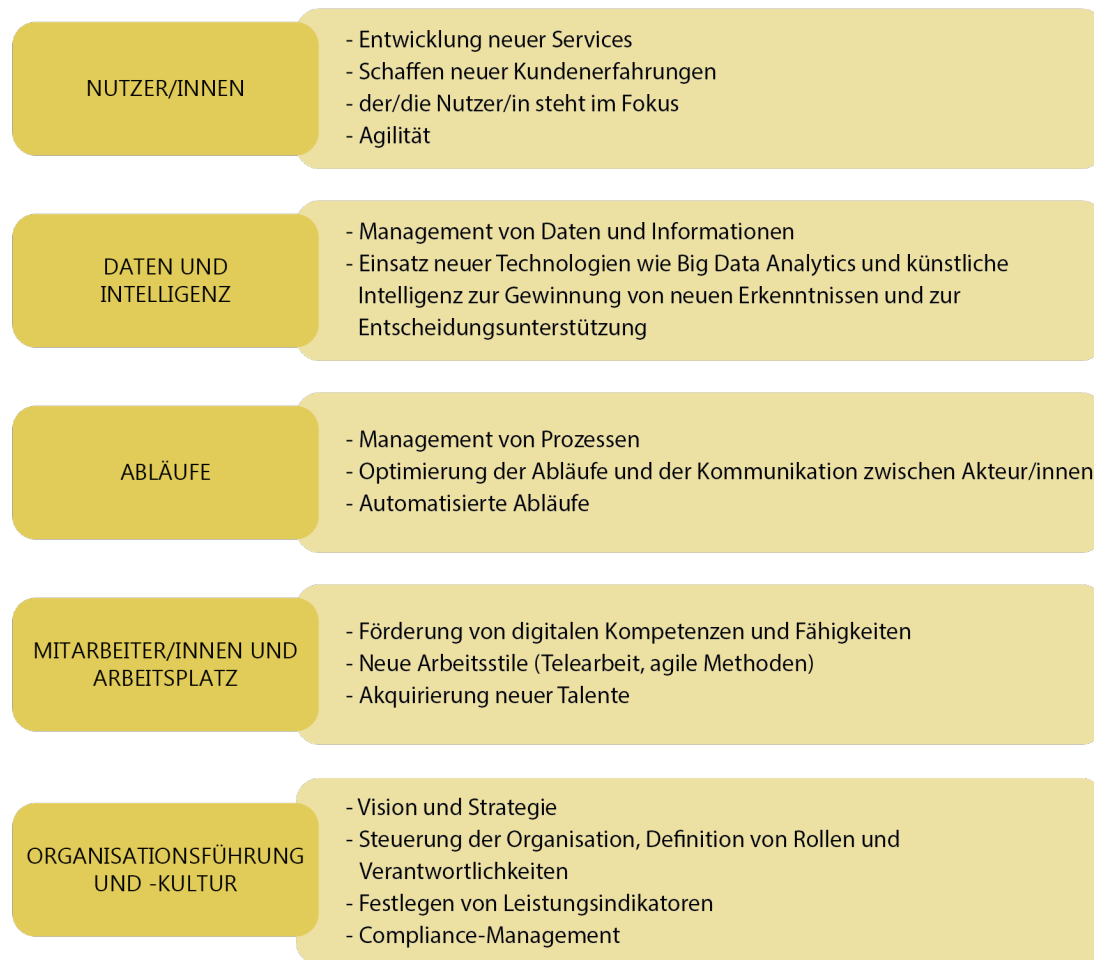 NUTZER/INNEN
- Entwicklung neuer Services
- Schaffen neuer Kundenerfahrungen
- der/die Nutzer/in steht im Fokus
- Agilität
DATEN UND
INTELLIGENZ
- Management von Daten und Informationen
- Einsatz neuer Technologien wie Big Data Analytics und künstliche
Intelligenz zur Gewinnung von neuen Erkenntnissen und zur
Entscheidungsunterstützung
ABLÄUFE
- Management von Prozessen
- Optimierung der Abläufe und der Kommunikation zwischen Akteur/innen
- Automatisierte Abläufe
MITARBEITER/INNEN UND
ARBEITSPLATZ
- Förderung von digitalen Kompetenzen und Fähigkeiten
- Neue Arbeitsstile (Telearbeit, agile Methoden)
- Akquirierung neuer Talente
ORGANISATIONSFÜHRUNG
UND -KULTUR
- Vision und Strategie
- Steuerung der Organisation, Definition von Rollen und
Verantwortlichkeiten
- Festlegen von Leistungsindikatoren
- Compliance-Management